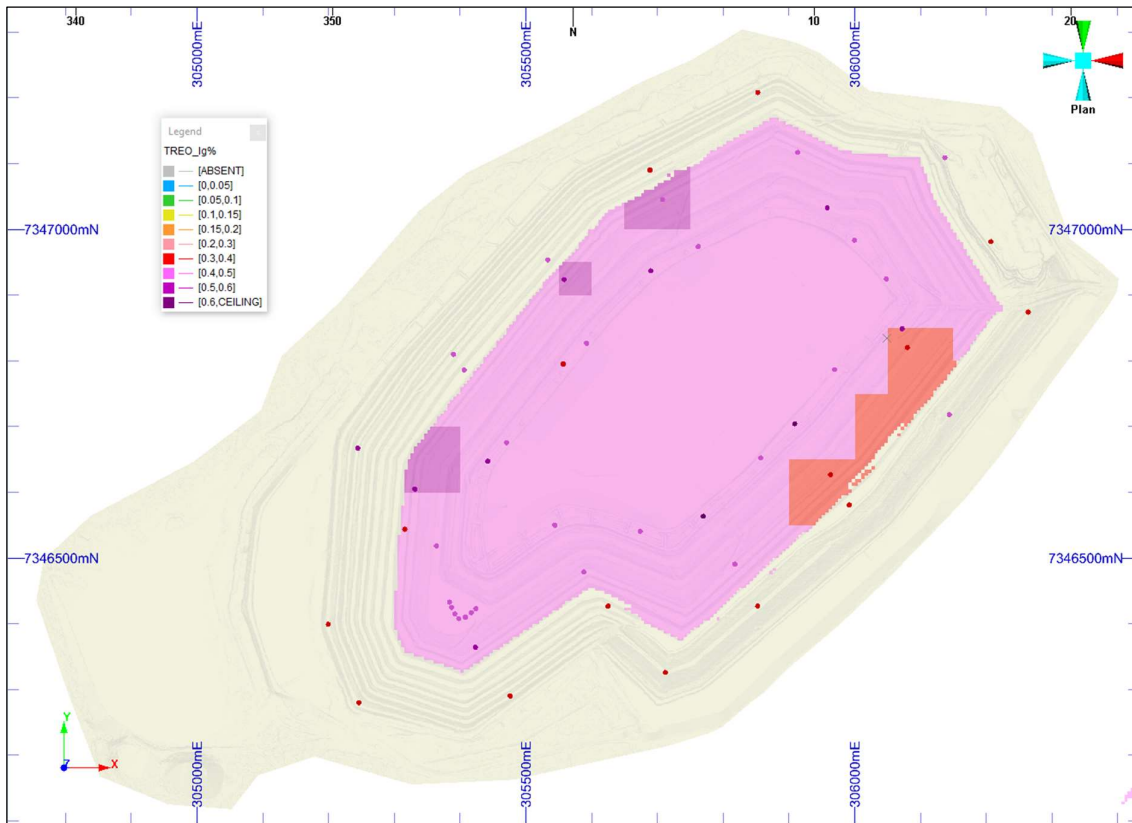 340
350
N
10
20
305000mE
305500mE
306000mE
Plan
Legend
TREO_Ig%
[ABSENT]
[0,0.05]
[0.05,0.1]
[0.1,0.15]
[0.15,0.2]
[0.2,0.3]
[0.3,0.4]
[0.4,0.5]
[0.5,0.6]
[0.6,CEILING]
7347000mN
7347000mN
7346500mN
7346500mN
Y
Z
X
305000mE
305500mE
306000mE